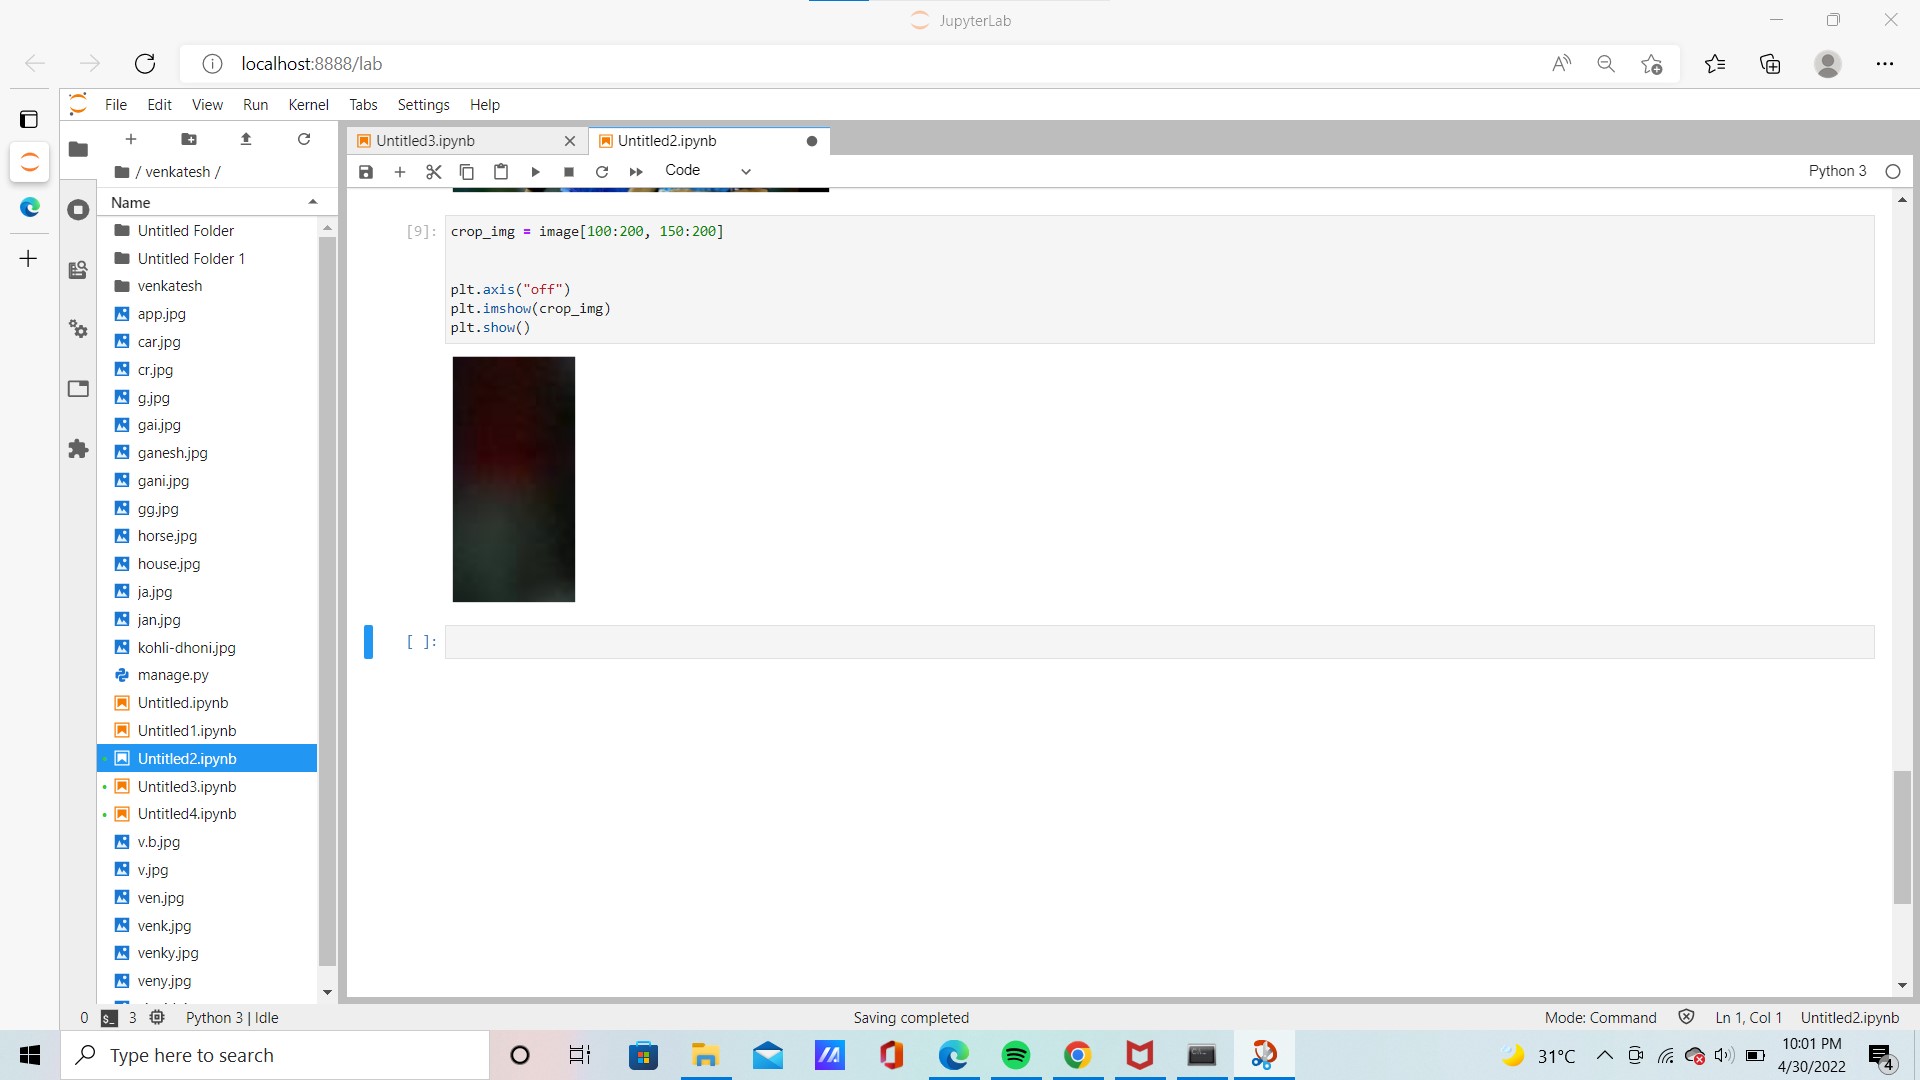 JupyterLab
localhost:8888/lab
File Edit View Run Kernel Tabs Settings Help
/ venkatesh /
Name
Untitled Folder
Untitled Folder 1
venkatesh
app.jpg
car.jpg
cr.jpg
g.jpg
gai.jpg
ganesh.jpg
gani.jpg
gg.jpg
horse.jpg
house.jpg
ja.jpg
jan.jpg
kohli-dhoni.jpg
manage.py
Untitled.ipynb
Untitled1.ipynb
Untitled2.ipynb
Untitled3.ipynb
Untitled4.ipynb
v.b.jpg
v.jpg
ven.jpg
venk.jpg
venky.jpg
veny.jpg
Untitled3.ipynb
Untitled2.ipynb
Code
Python 3
[9]: crop_img = image[100:200, 150:200]
plt.axis("off")
plt.imshow(crop_img)
plt.show()
[ ]:
0 3 Python 3 | Idle
Saving completed
Mode: Command
Ln 1, Col 1
Untitled2.ipynb
Type here to search
31°C
10:01 PM
4/30/2022
4